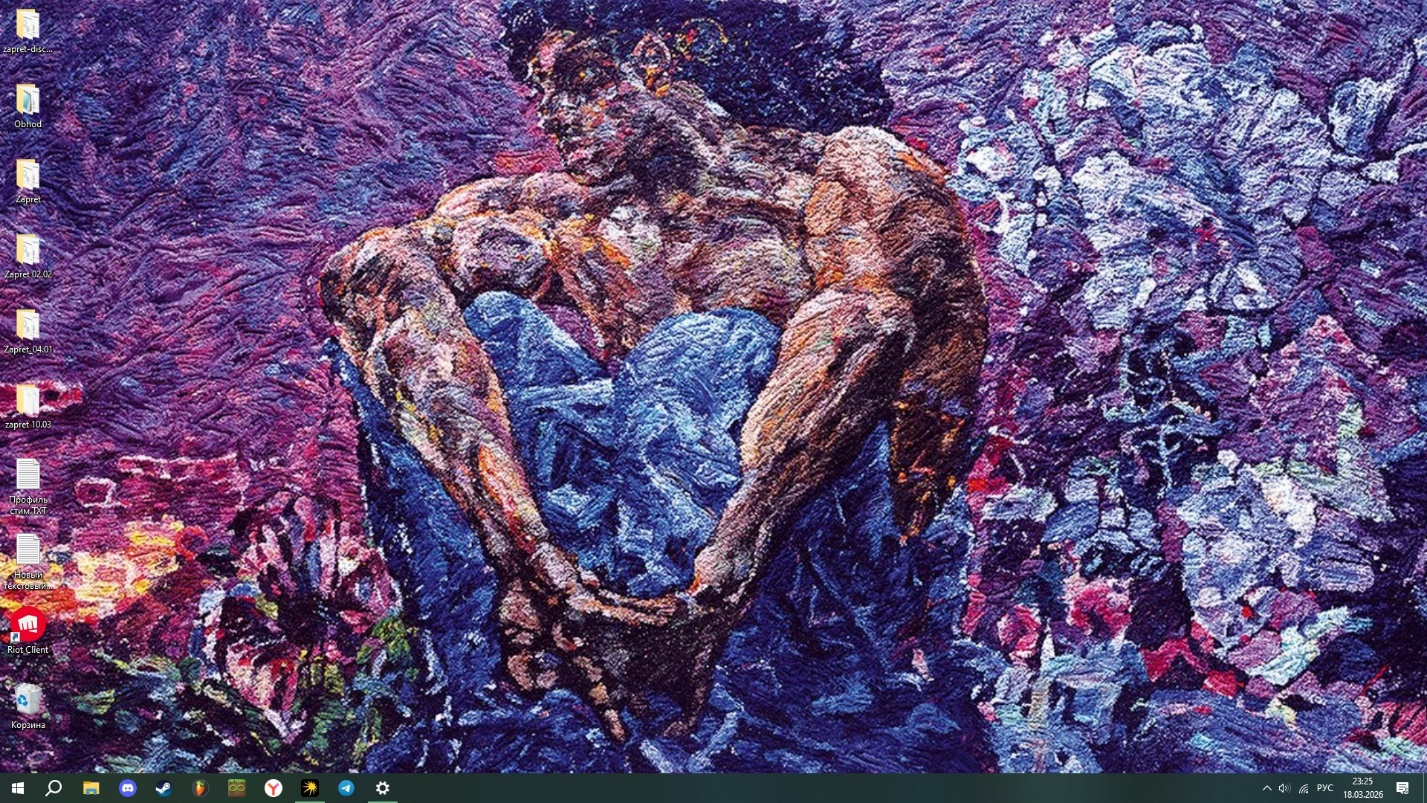 zapret-disc...
Obhod
Zapret
Zapret 02.02
Zapret_04.01
zapret 10.03
Профиль
стим TXT
Новый
текстовый...
Riot Client
Корзина
РУС
23:25
18.03.2026